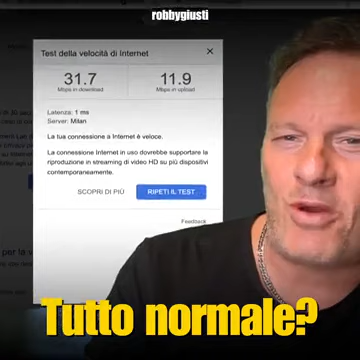 robbygiusti
Test della velocità di Internet
31.7
11.9
Mbps in download
Mbps in upload
Latenza: 1 ms
Server: Milan
La tua connessione a Internet è veloce.
La connessione Internet in uso dovrebbe supportare la
riproduzione in streaming di video HD su più dispositivi
contemporaneamente.
SCOPRI DI PIÙ
RIPETI IL TEST
Feedback
Tutto normale?